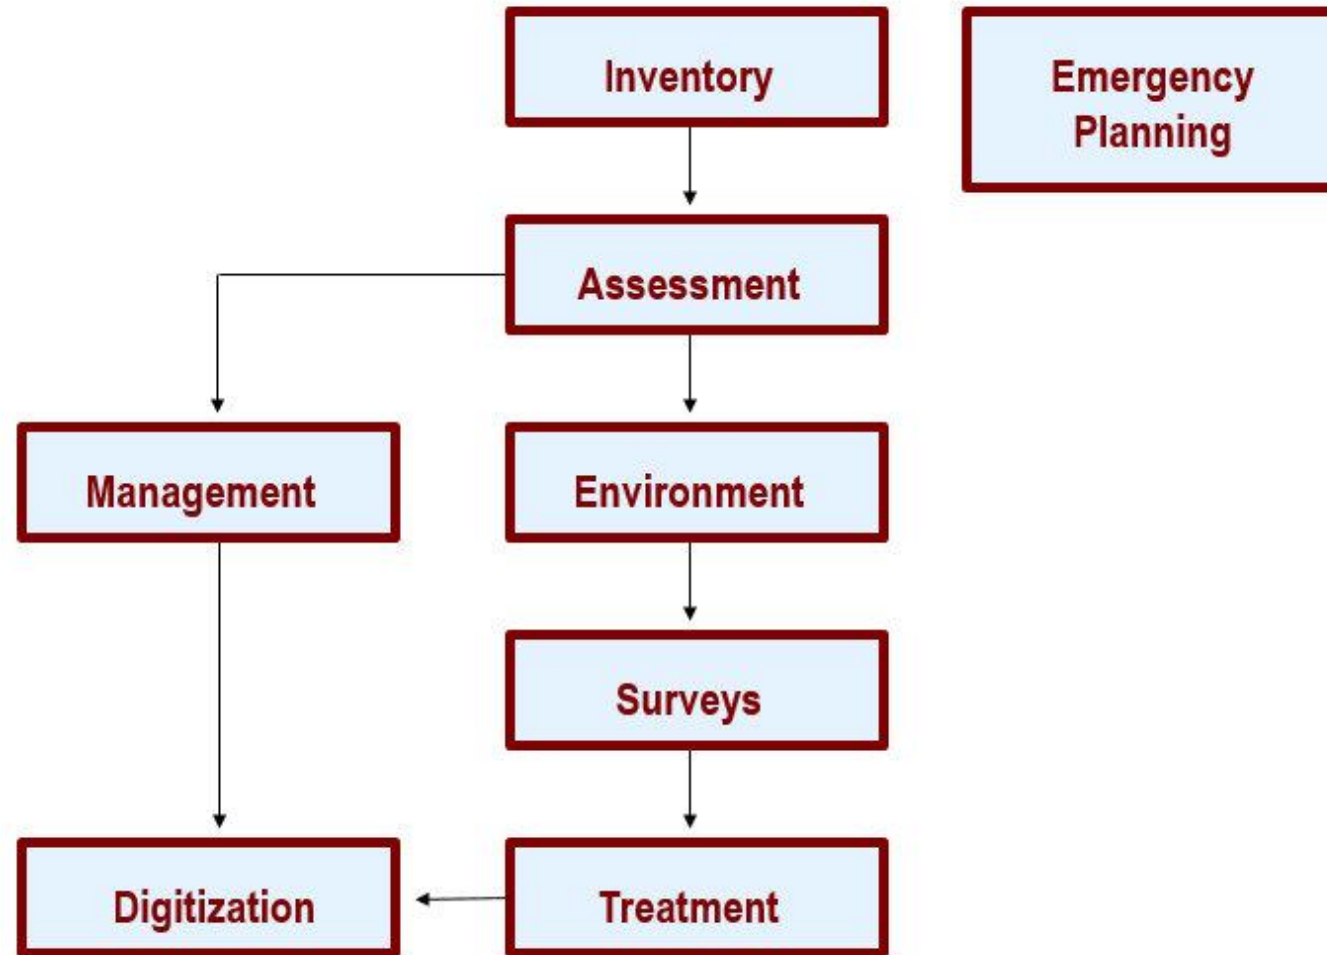 Inventory
Emergency
Planning
Assessment
Management
Environment
Surveys
Digitization
Treatment